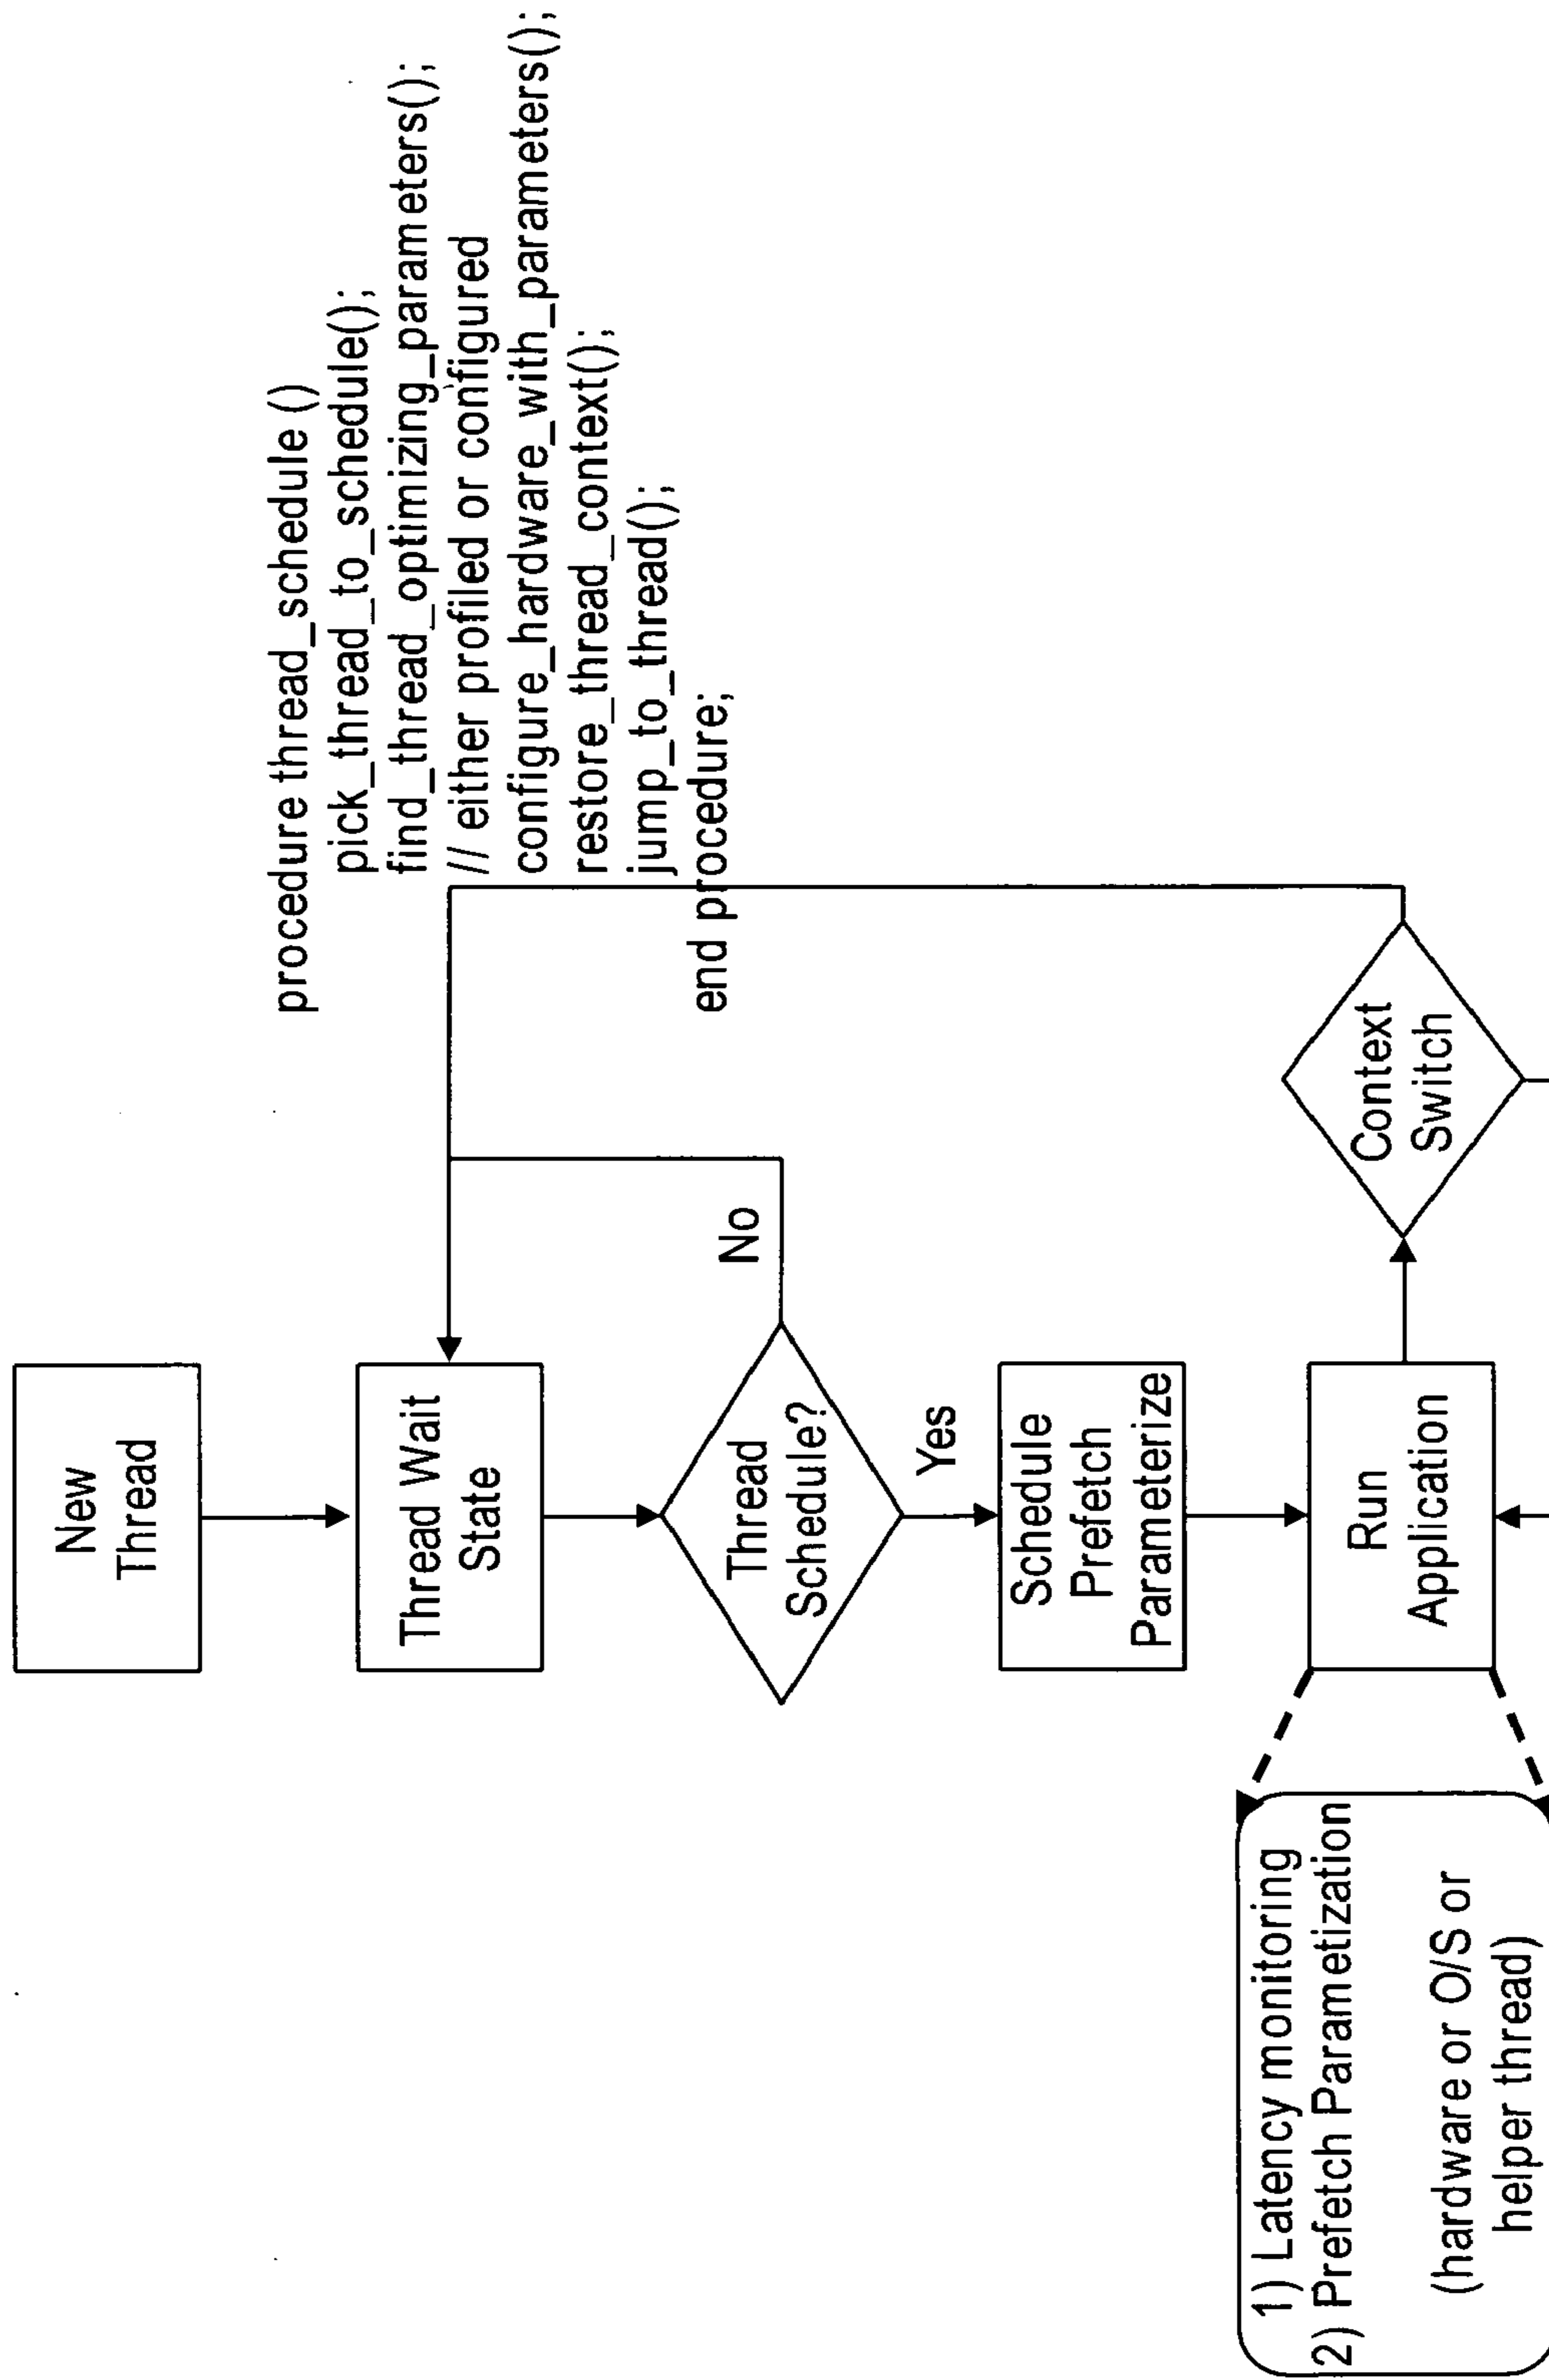 procedure thread_schedule ()
pick_thread_to_schedule();
find_thread_optimizing_parameters();
// either profiled or configured
configure_hardware_with_parameters();
restore_thread_context();
jump_to_thread();
end procedure;
New
Thread
Thread Wait
State
Thread
Schedule?
No
Yes
Schedule
Prefetch
Parameterize
Run
Application
Context
Switch
1) Latency monitoring
2) Prefetch Parametization
(hardware or O/S or
helper thread)